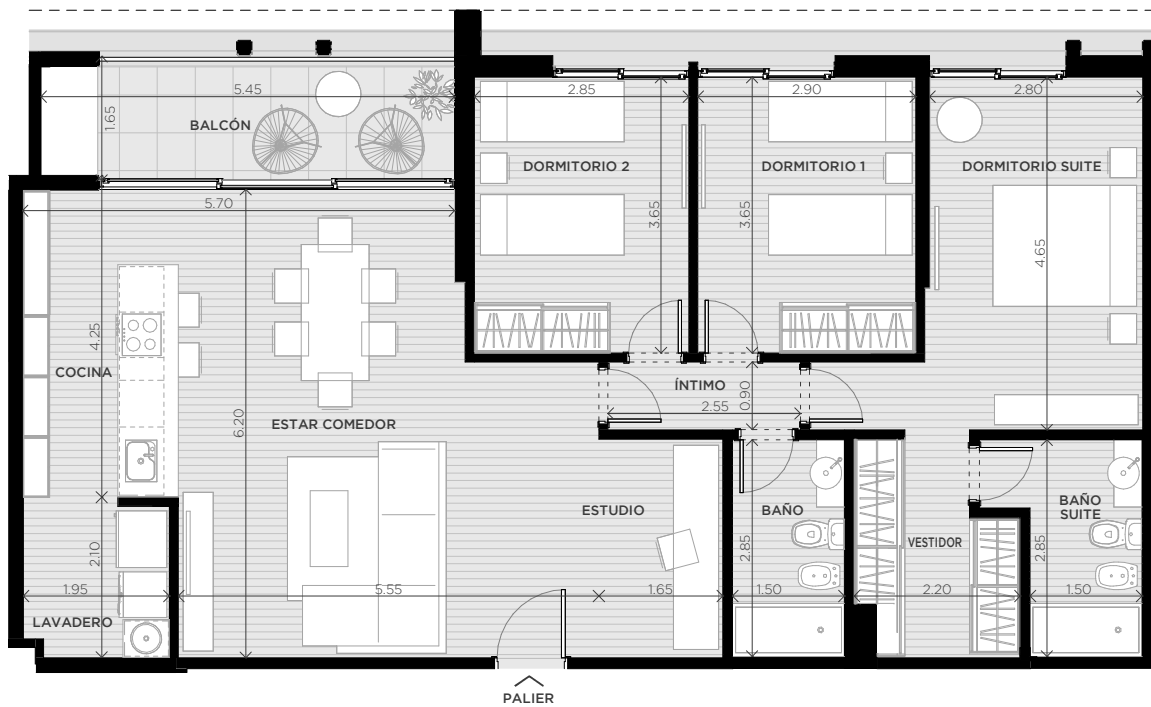 5.45
2.85
2.90
2.80
1.65
BALCÓN
DORMITORIO 2
DORMITORIO 1
DORMITORIO SUITE
5.70
3.65
3.65
4.65
4.25
COCINA
ÍNTIMO
0.90
2.55
6.20
ESTAR COMEDOR
ESTUDIO
BAÑO
BAÑO
SUITE
VESTIDOR
2.10
2.85
2.85
1.95
5.55
1.65
1.50
2.20
1.50
LAVADERO
PALIER